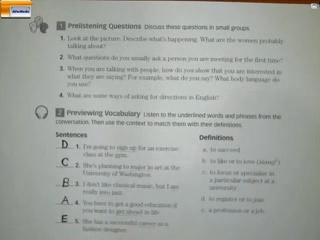 1 Prelistening Questions Discuss these questions in small groups.
1. Look at the picture. Describe what's happening. What are the women probably
talking about?
2. What questions do you usually ask a person you are meeting for the first time?
3. When you are talking with people, how do you show that you are interested in
what they are saying? For example, what do you say? What body language do
you use?
4. What are some ways of asking for directions in English?
2 Previewing Vocabulary Listen to the underlined words and phrases from the
conversation. Then use the context to match them with their definitions.
Sentences Definitions
D 1. I'm going to sign up for an exercise
class at the gym.
a. to succeed
C 2. She's planning to major in art at the
University of Washington.
b. to like or to love (slang)
B 3. I don't like classical music, but I am
really into jazz.
c. to focus or specialize in
a particular subject at a
university
A 4. You have to get a good education if
you want to get ahead in life.
d. to register or to join
E 5. She has a successful career as a
fashion designer.
e. a profession or a job